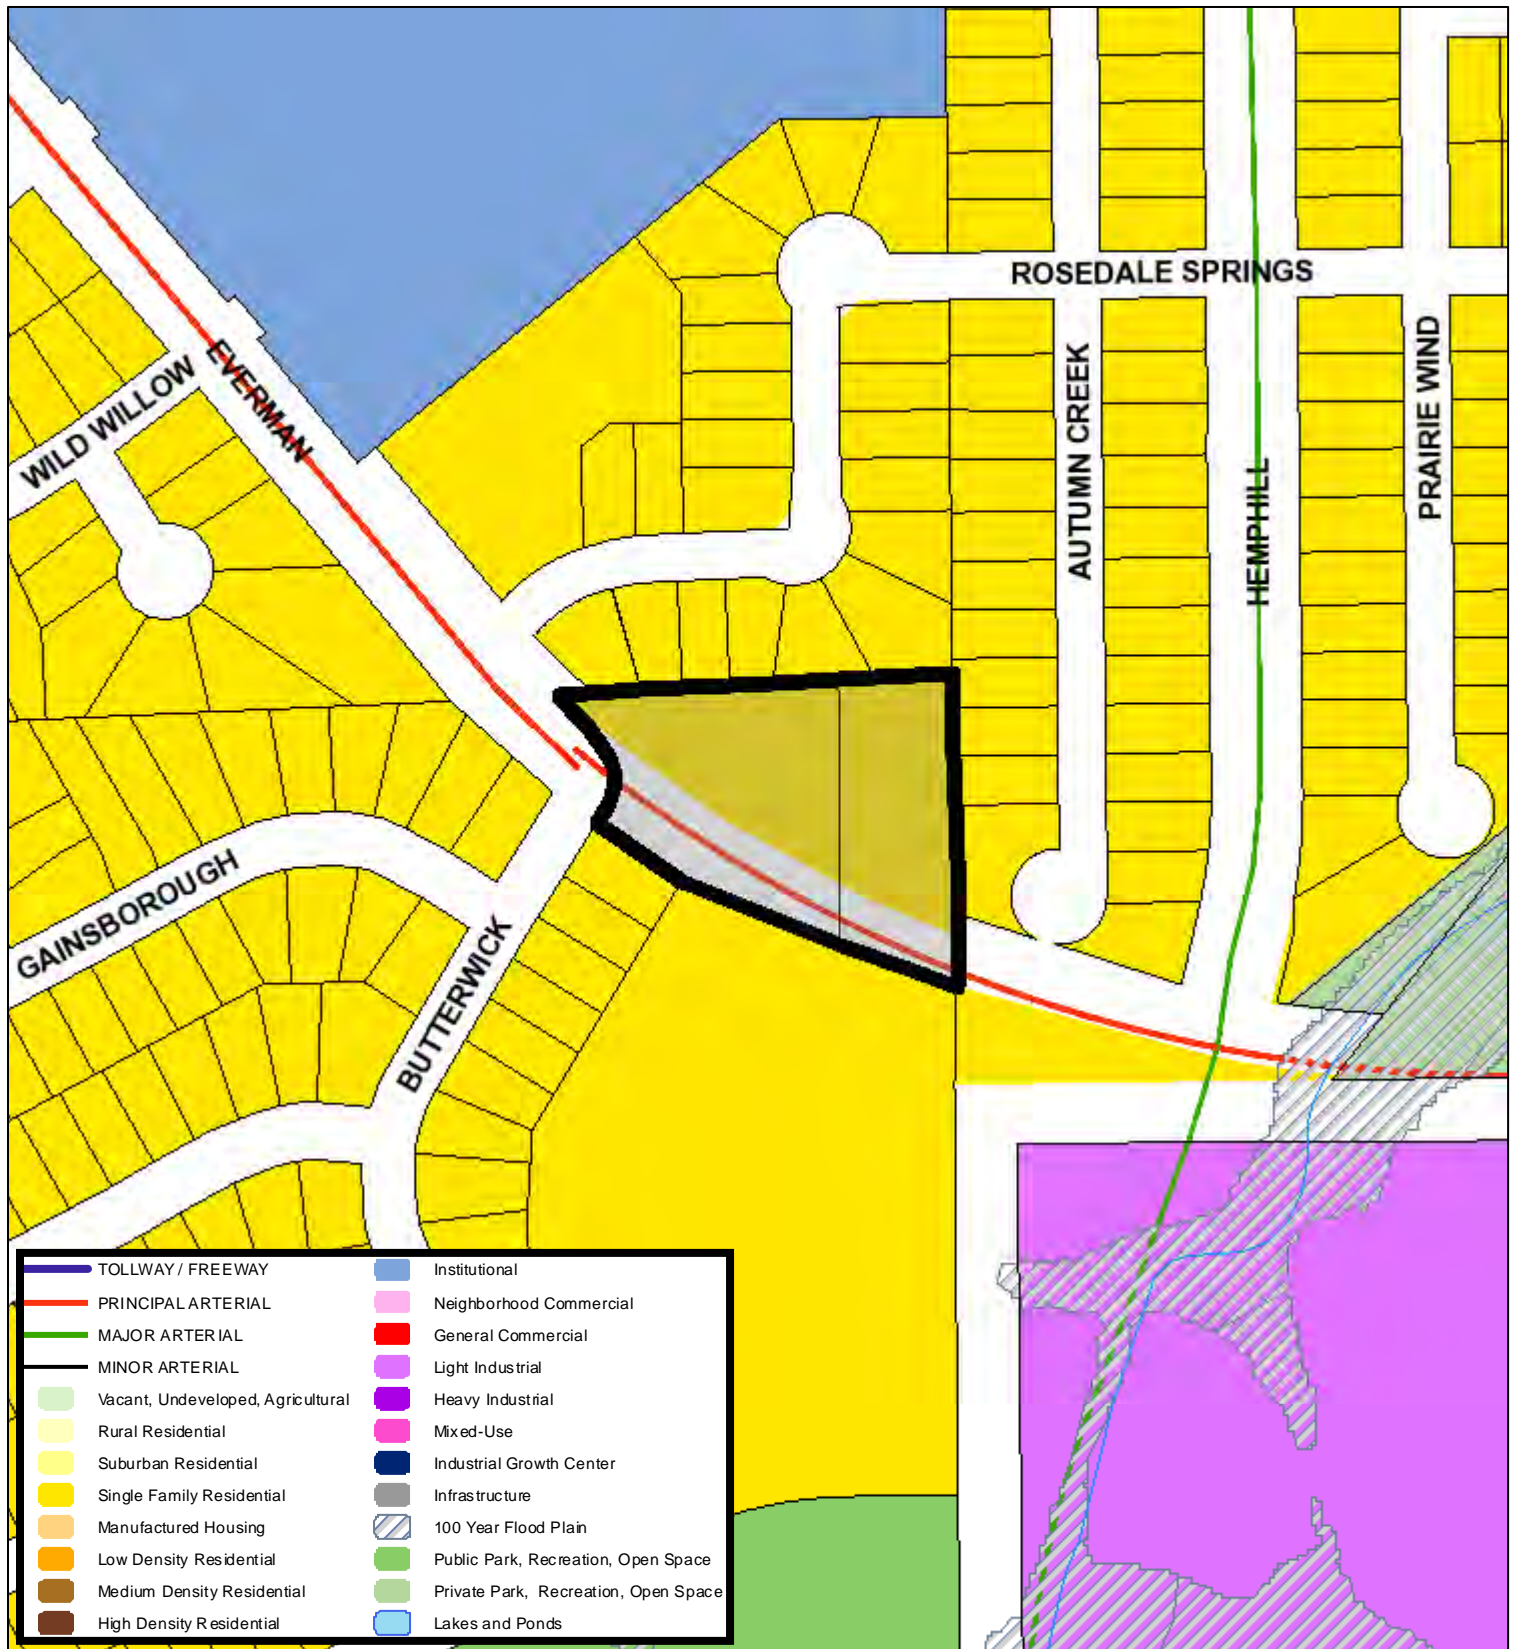 ROSEDALE SPRINGS
EVERMAN
WILD WILLOW
AUTUMN CREEK
HEMPHILL
PRAIRIE WIND
GAINSBOROUGH
BUTTERWICK
TOLLWAY / FREEWAY
PRINCIPAL ARTERIAL
MAJOR ARTERIAL
MINOR ARTERIAL
Vacant, Undeveloped, Agricultural
Rural Residential
Suburban Residential
Single Family Residential
Manufactured Housing
Low Density Residential
Medium Density Residential
High Density Residential
Institutional
Neighborhood Commercial
General Commercial
Light Industrial
Heavy Industrial
Mixed-Use
Industrial Growth Center
Infrastructure
100 Year Flood Plain
Public Park, Recreation, Open Space
Private Park, Recreation, Open Space
Lakes and Ponds